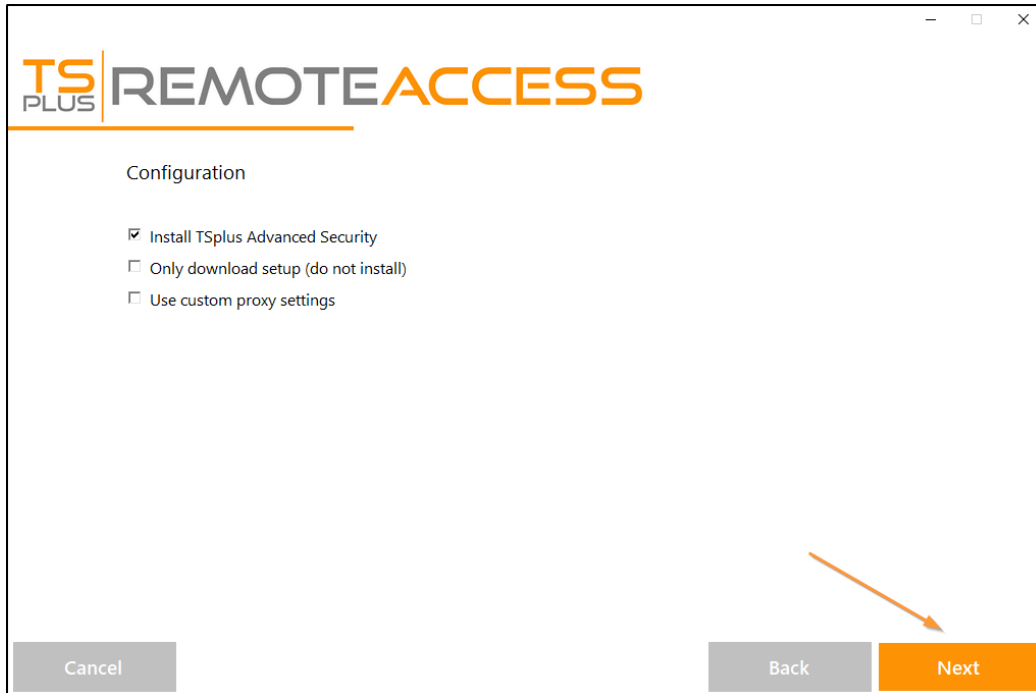 TS
PLUS
REMOTEACCESS
Configuration
Install TSplus Advanced Security
Only download setup (do not install)
Use custom proxy settings
Cancel
Back
Next